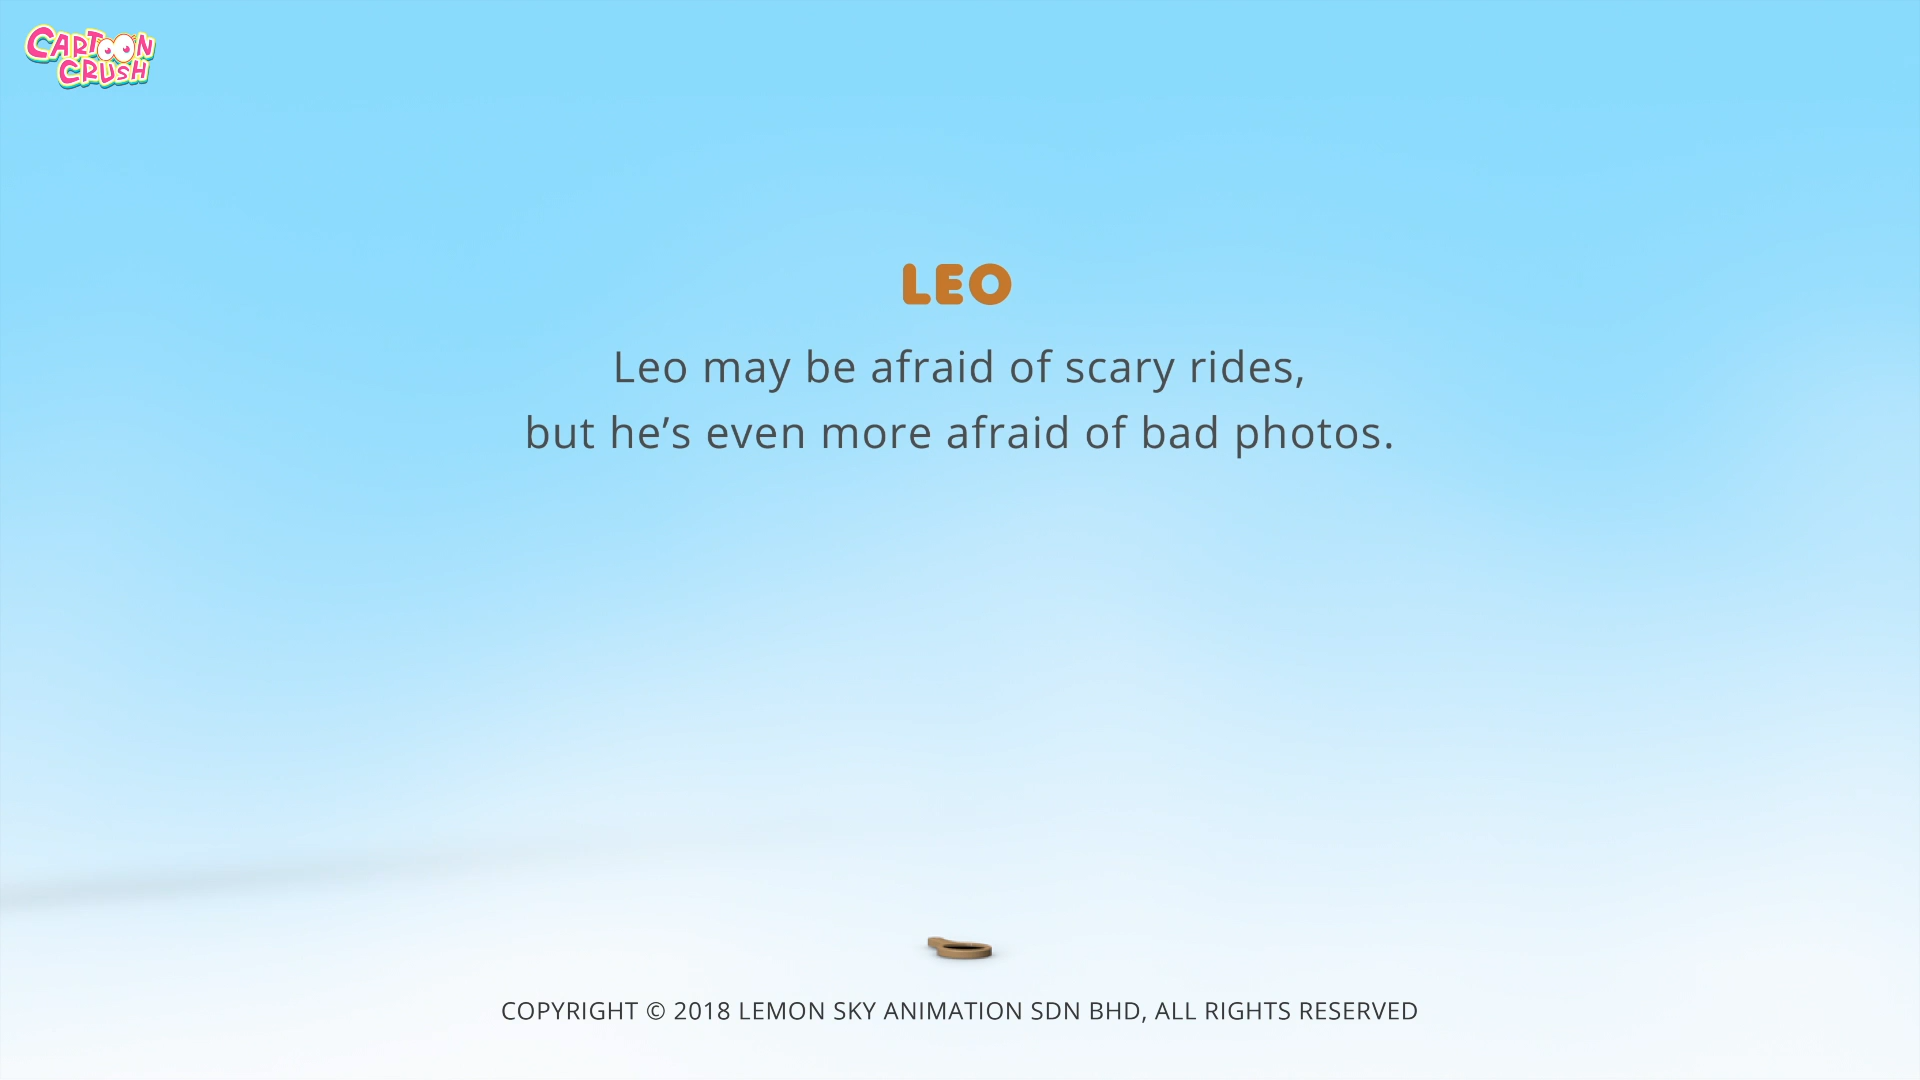 CARTOON
CRUSH
LEO
Leo may be afraid of scary rides,
but he’s even more afraid of bad photos.
COPYRIGHT © 2018 LEMON SKY ANIMATION SDN BHD, ALL RIGHTS RESERVED